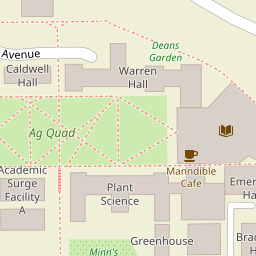 Deans
Garden
Avenue
Caldwell
Hall
Warren
Hall
Ag Quad
Academic
Surge
Facility
A
Plant
Science
Manndible
Cafe
Emer
Hal
Brad
H
Greenhouse
Minn's